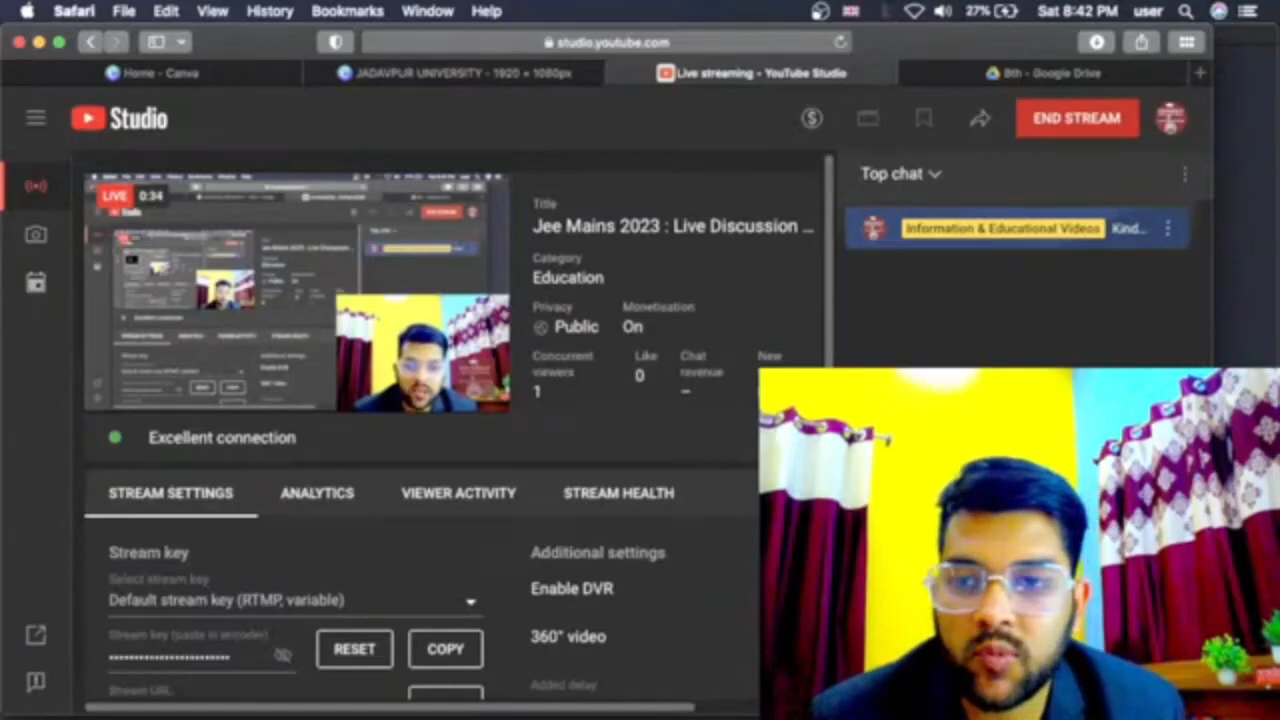 Safari File Edit View History Bookmarks Window Help 27% Sat 8:42 PM user
studio.youtube.com
Home - Canva JADAVPUR UNIVERSITY - 1920 × 1080px Live streaming - YouTube Studio 8th - Google Drive
Studio END STREAM
Top chat
LIVE 0:34
Information & Educational Videos Kind...
Title
Jee Mains 2023 : Live Discussion ...
Category
Education
Privacy Monetisation
Public On
Concurrent viewers Like Chat revenue New
1 0 –
Excellent connection
STREAM SETTINGS ANALYTICS VIEWER ACTIVITY STREAM HEALTH
Stream key Additional settings
Select stream key
Default stream key (RTMP, variable) Enable DVR
Stream key (paste in encoder) 360° video
RESET COPY
Stream URL Added delay